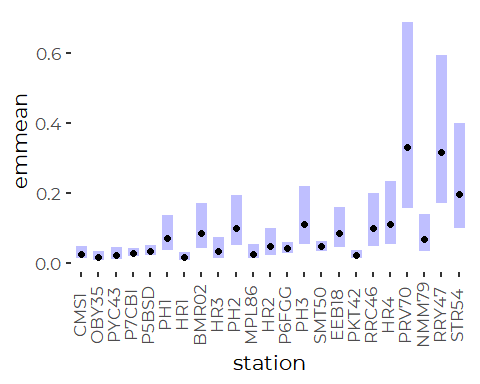 emmean
0.6
0.4
0.2
0.0
CMS1
OBY35
PYC43
P7CBI
P5BSD
PH1
HR1
BMR02
HR3
PH2
MPL86
HR2
P6FGG
PH3
SMT50
EEB18
PKT42
RRC46
HR4
PRV70
NMM79
RRY47
STR54
station